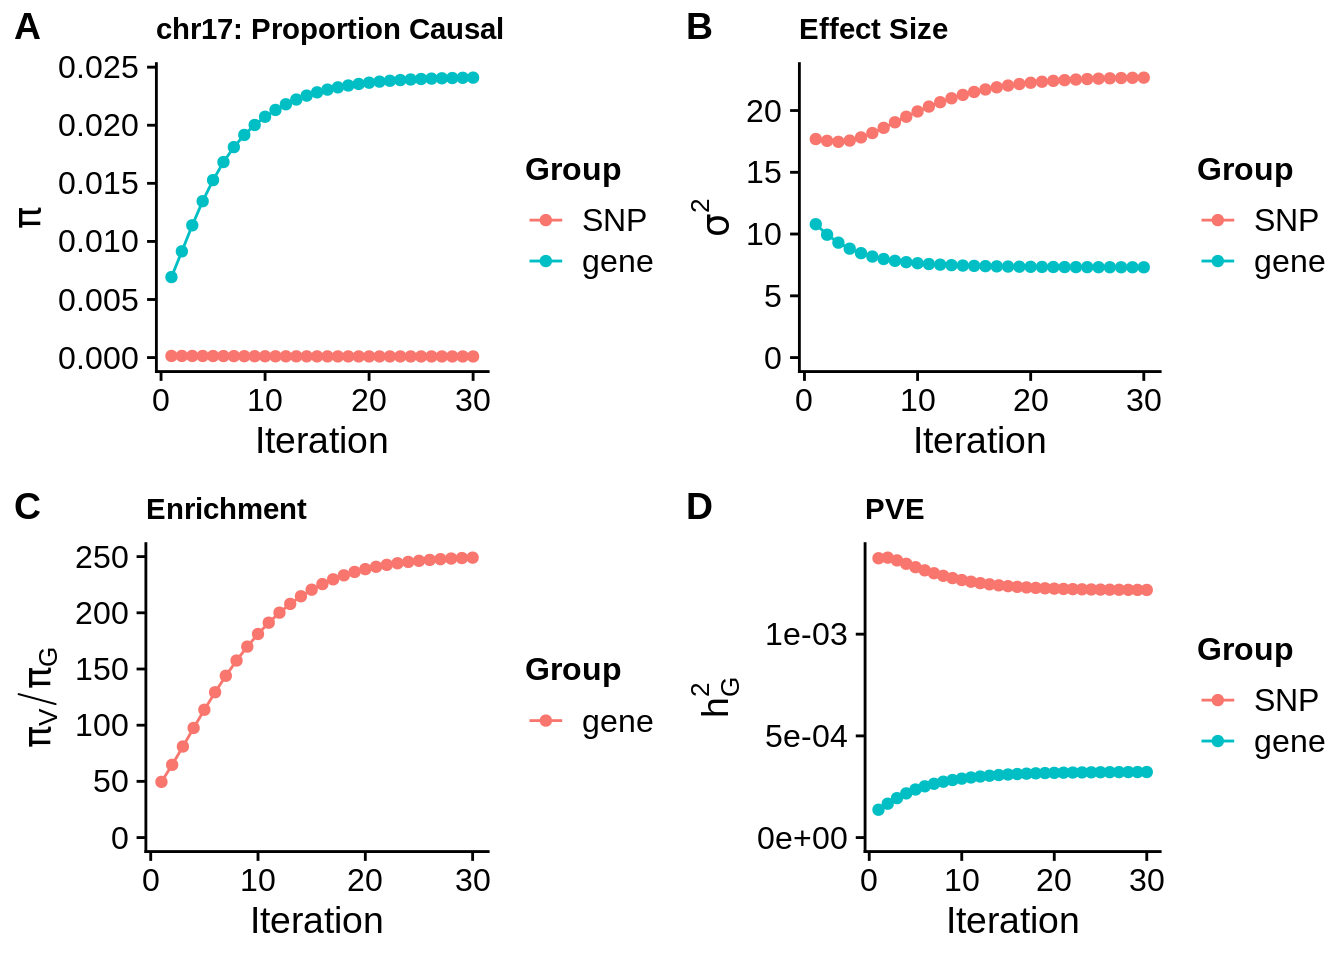 A
chr17: Proportion Causal
π
0.025
0.020
0.015
0.010
0.005
0.000
0 10 20 30
Iteration
Group
SNP
gene
B
Effect Size
σ²
20
15
10
5
0
0 10 20 30
Iteration
Group
SNP
gene
C
Enrichment
πV/πG
250
200
150
100
50
0
0 10 20 30
Iteration
Group
gene
D
PVE
h²G
1e-03
5e-04
0e+00
0 10 20 30
Iteration
Group
SNP
gene